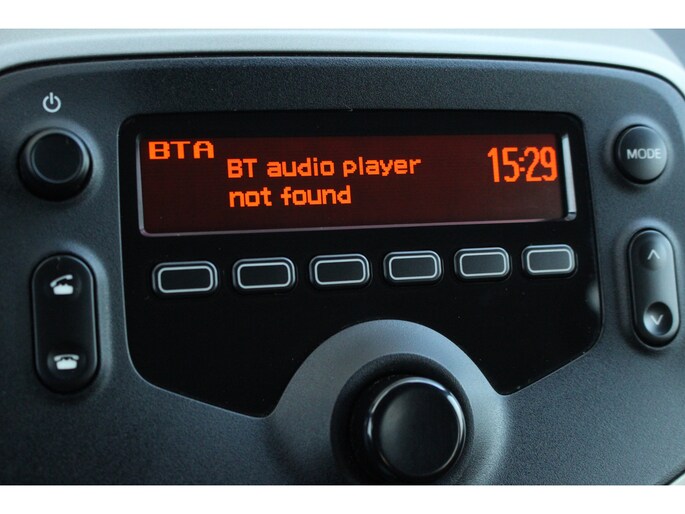 BTA
BT audio player
not found
15:29
MODE